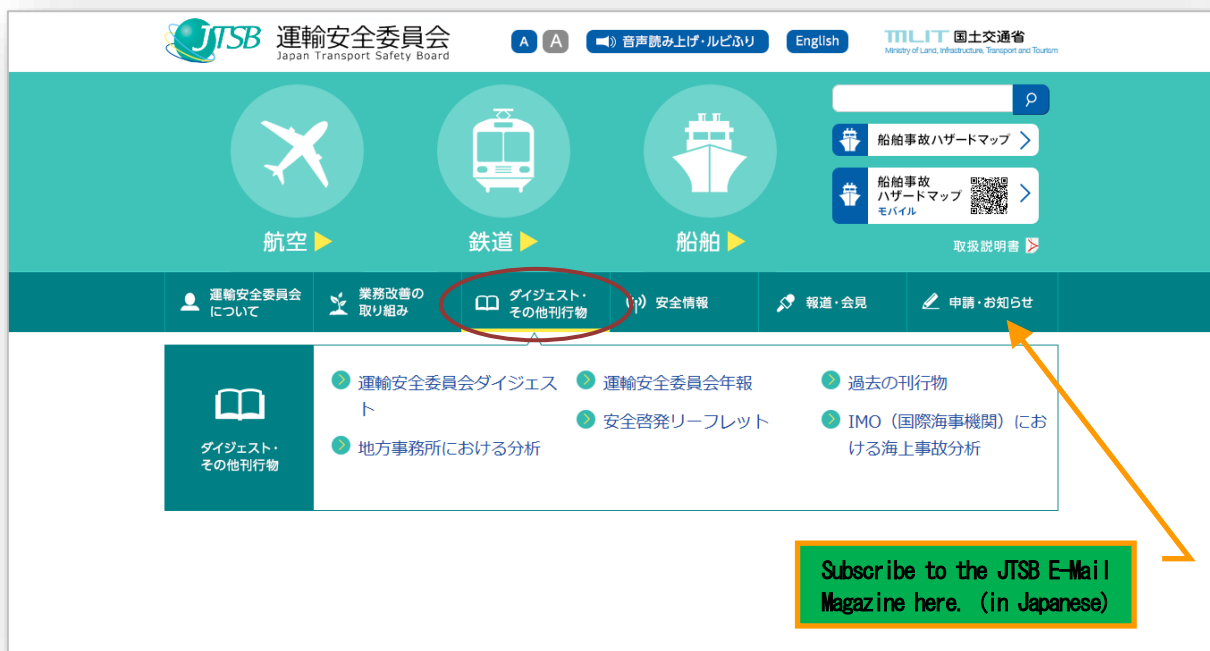 JTSB 運輸安全委員会
Japan Transport Safety Board
A A 音声読み上げ・ルビふり English
MLIT 国土交通省
Ministry of Land, Infrastructure, Transport and Tourism
船舶事故ハザードマップ
船舶事故
ハザードマップ
モバイル
取扱説明書
航空
鉄道
船舶
運輸安全委員会
について
業務改善の
取り組み
ダイジェスト・
その他刊行物
安全情報
報道・会見
申請・お知らせ
ダイジェスト・
その他刊行物
運輸安全委員会ダイジェス
ト
地方事務所における分析
運輸安全委員会年報
安全啓発リーフレット
過去の刊行物
IMO（国際海事機関）にお
ける海上事故分析
Subscribe to the JTSB E-Mail
Magazine here. (in Japanese)